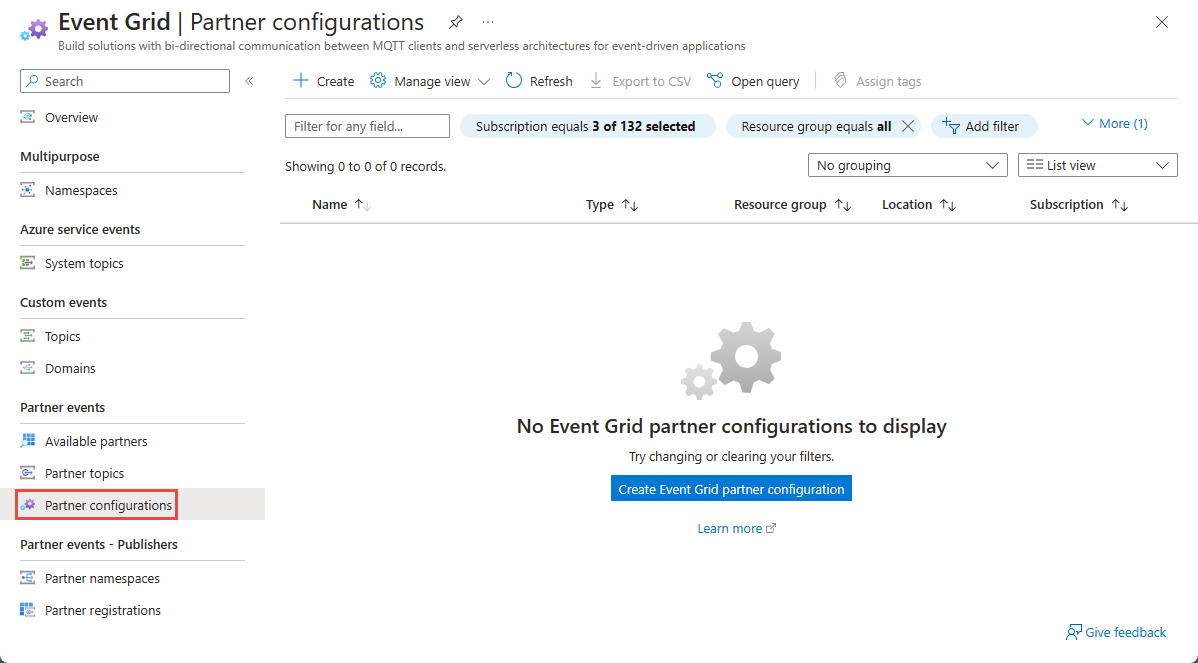 Event Grid | Partner configurations
Build solutions with bi-directional communication between MQTT clients and serverless architectures for event-driven applications
Search
Overview
Multipurpose
Namespaces
Azure service events
System topics
Custom events
Topics
Domains
Partner events
Available partners
Partner topics
Partner configurations
Partner events - Publishers
Partner namespaces
Partner registrations
Create Manage view Refresh Export to CSV Open query Assign tags
Filter for any field... Subscription equals 3 of 132 selected Resource group equals all Add filter More (1)
Showing 0 to 0 of 0 records. No grouping List view
Name Type Resource group Location Subscription
No Event Grid partner configurations to display
Try changing or clearing your filters.
Create Event Grid partner configuration
Learn more
Give feedback